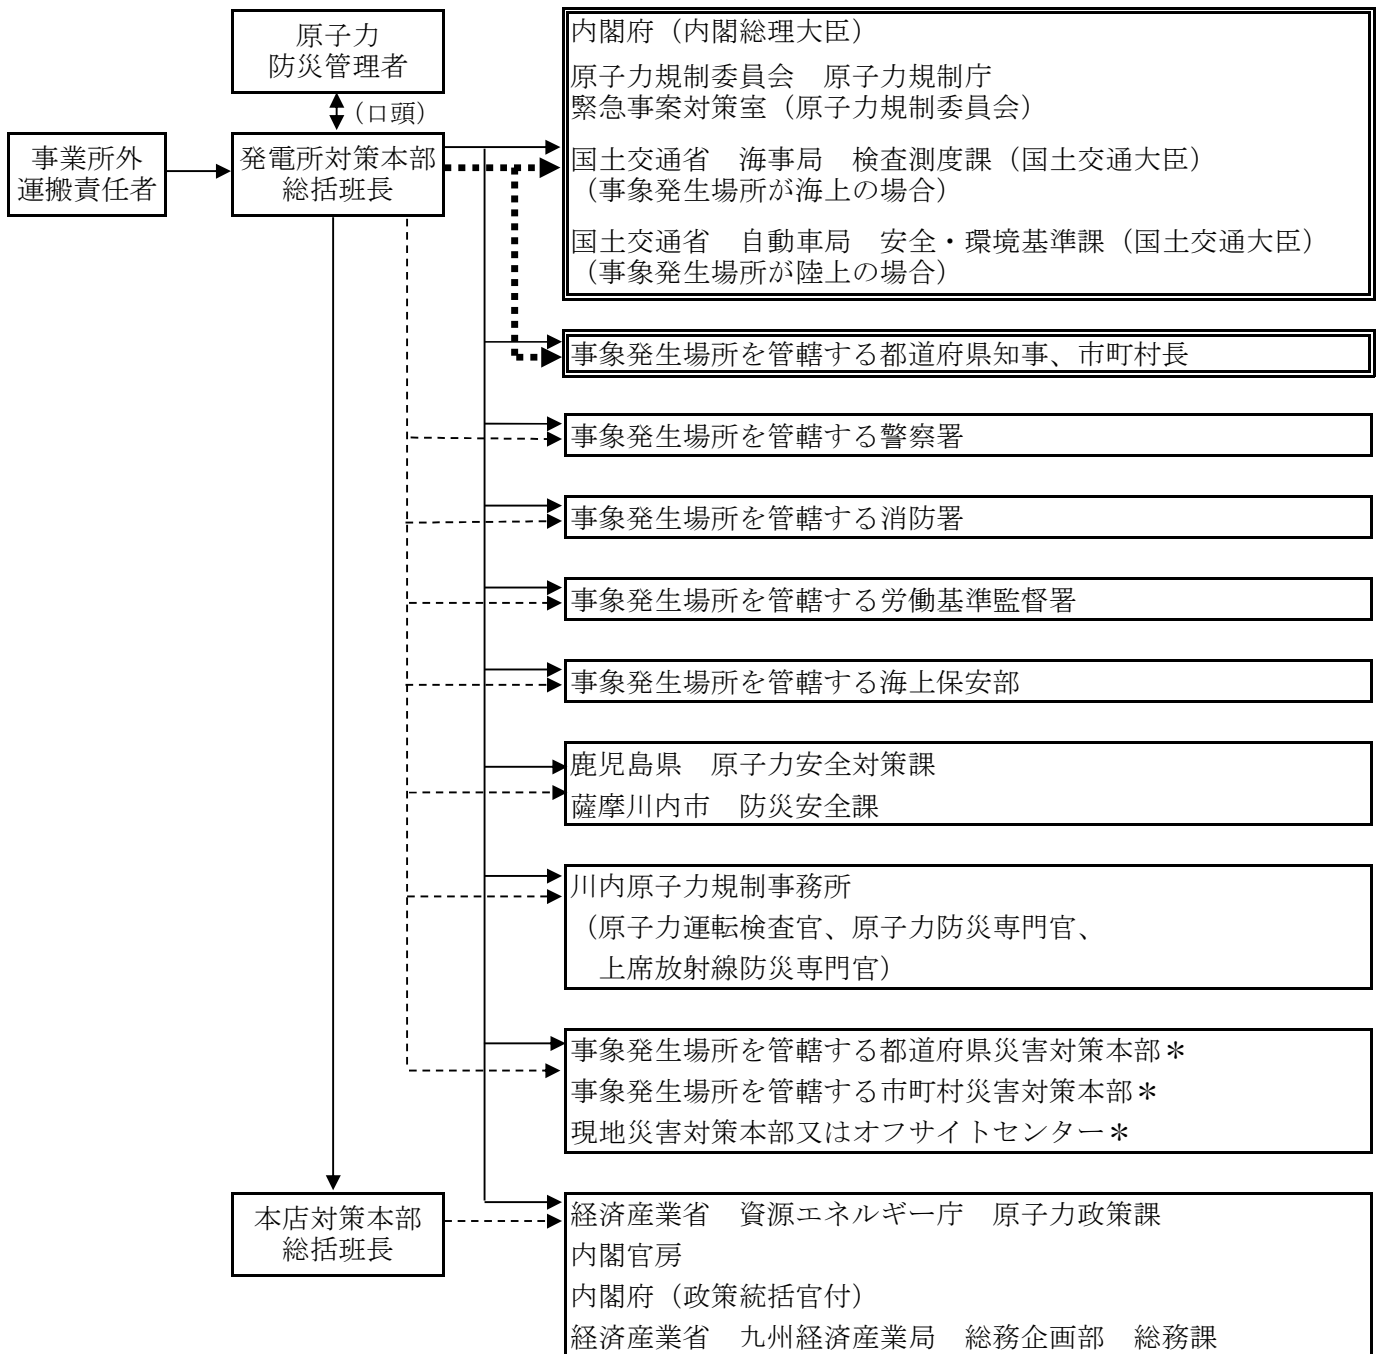 原子力
防災管理者
(口頭)
事業所外
運搬責任者
発電所対策本部
総括班長
内閣府（内閣総理大臣）
原子力規制委員会　原子力規制庁
緊急事案対策室（原子力規制委員会）
国土交通省　海事局　検査測度課（国土交通大臣）
（事象発生場所が海上の場合）
国土交通省　自動車局　安全・環境基準課（国土交通大臣）
（事象発生場所が陸上の場合）
事象発生場所を管轄する都道府県知事、市町村長
事象発生場所を管轄する警察署
事象発生場所を管轄する消防署
事象発生場所を管轄する労働基準監督署
事象発生場所を管轄する海上保安部
鹿児島県　原子力安全対策課
薩摩川内市　防災安全課
川内原子力規制事務所
（原子力運転検査官、原子力防災専門官、
上席放射線防災専門官）
事象発生場所を管轄する都道府県災害対策本部＊
事象発生場所を管轄する市町村災害対策本部＊
現地災害対策本部又はオフサイトセンター＊
本店対策本部
総括班長
経済産業省　資源エネルギー庁　原子力政策課
内閣官房
内閣府（政策統括官付）
経済産業省　九州経済産業局　総務企画部　総務課